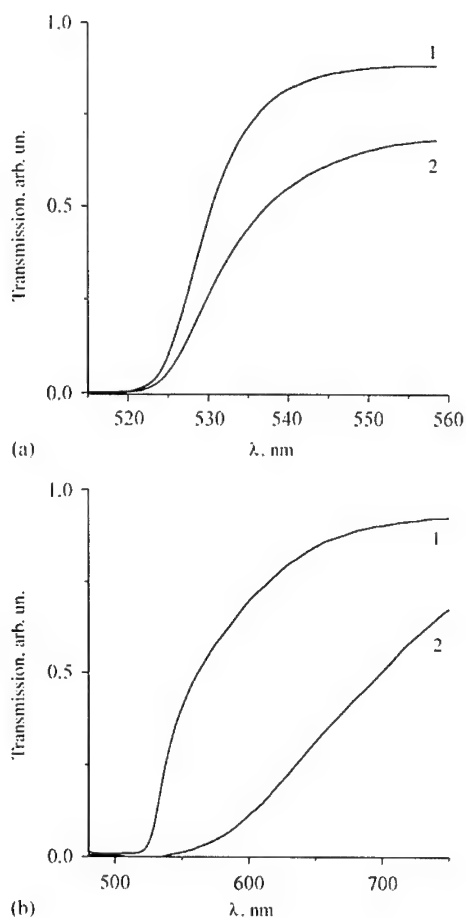 1.0
1
Transmission, arb. un.
2
0.5
0.0
520 530 540 550 560
(a)
λ, nm
1.0
1
Transmission, arb. un.
2
0.5
0.0
500 600 700
(b)
λ, nm